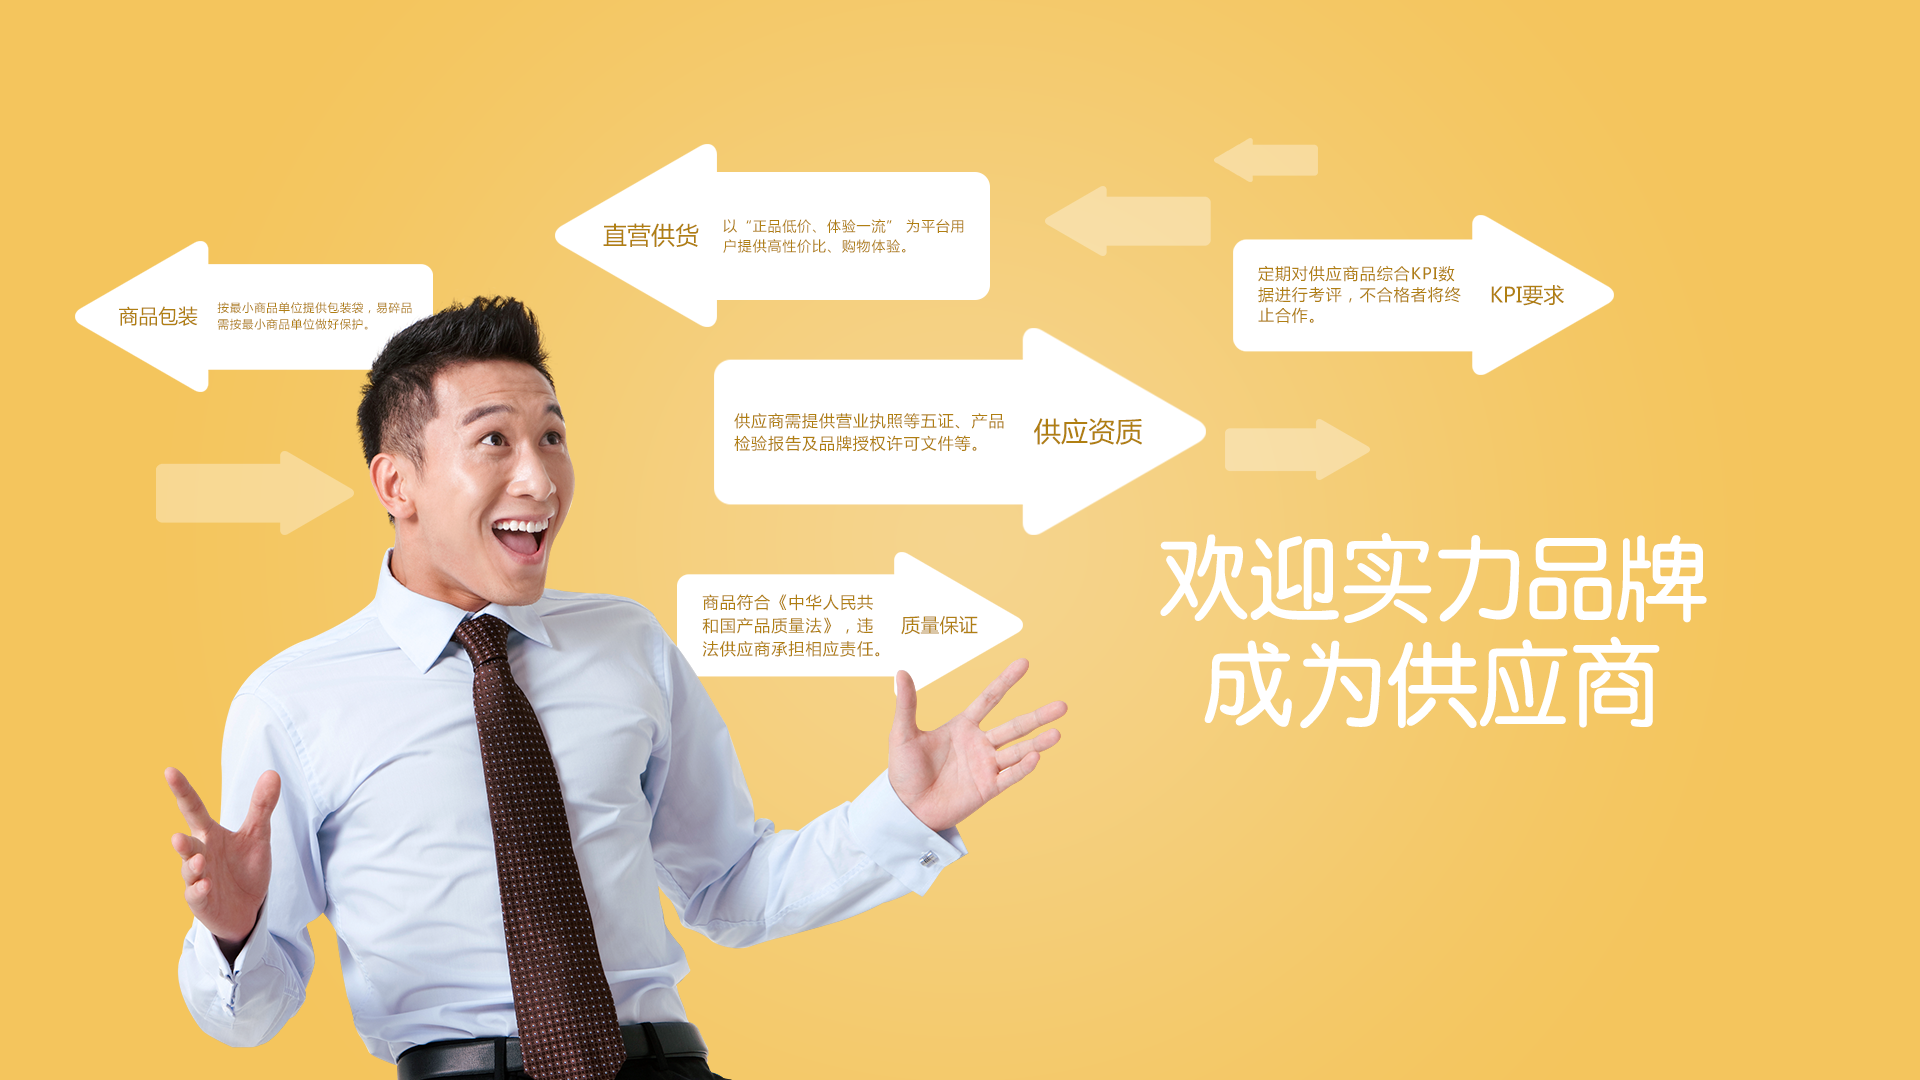 直营供货
以“正品低价、体验一流” 为平台用
户提供高性价比、购物体验。
商品包装
按最小商品单位提供包装袋，易碎品
需按最小商品单位做好保护。
定期对供应商品综合KPI数
据进行考评，不合格者将终
止合作。
KPI要求
供应商需提供营业执照等五证、产品
检验报告及品牌授权许可文件等。
供应资质
商品符合《中华人民共
和国产品质量法》，违
法供应商承担相应责任。
质量保证
欢迎实力品牌
成为供应商